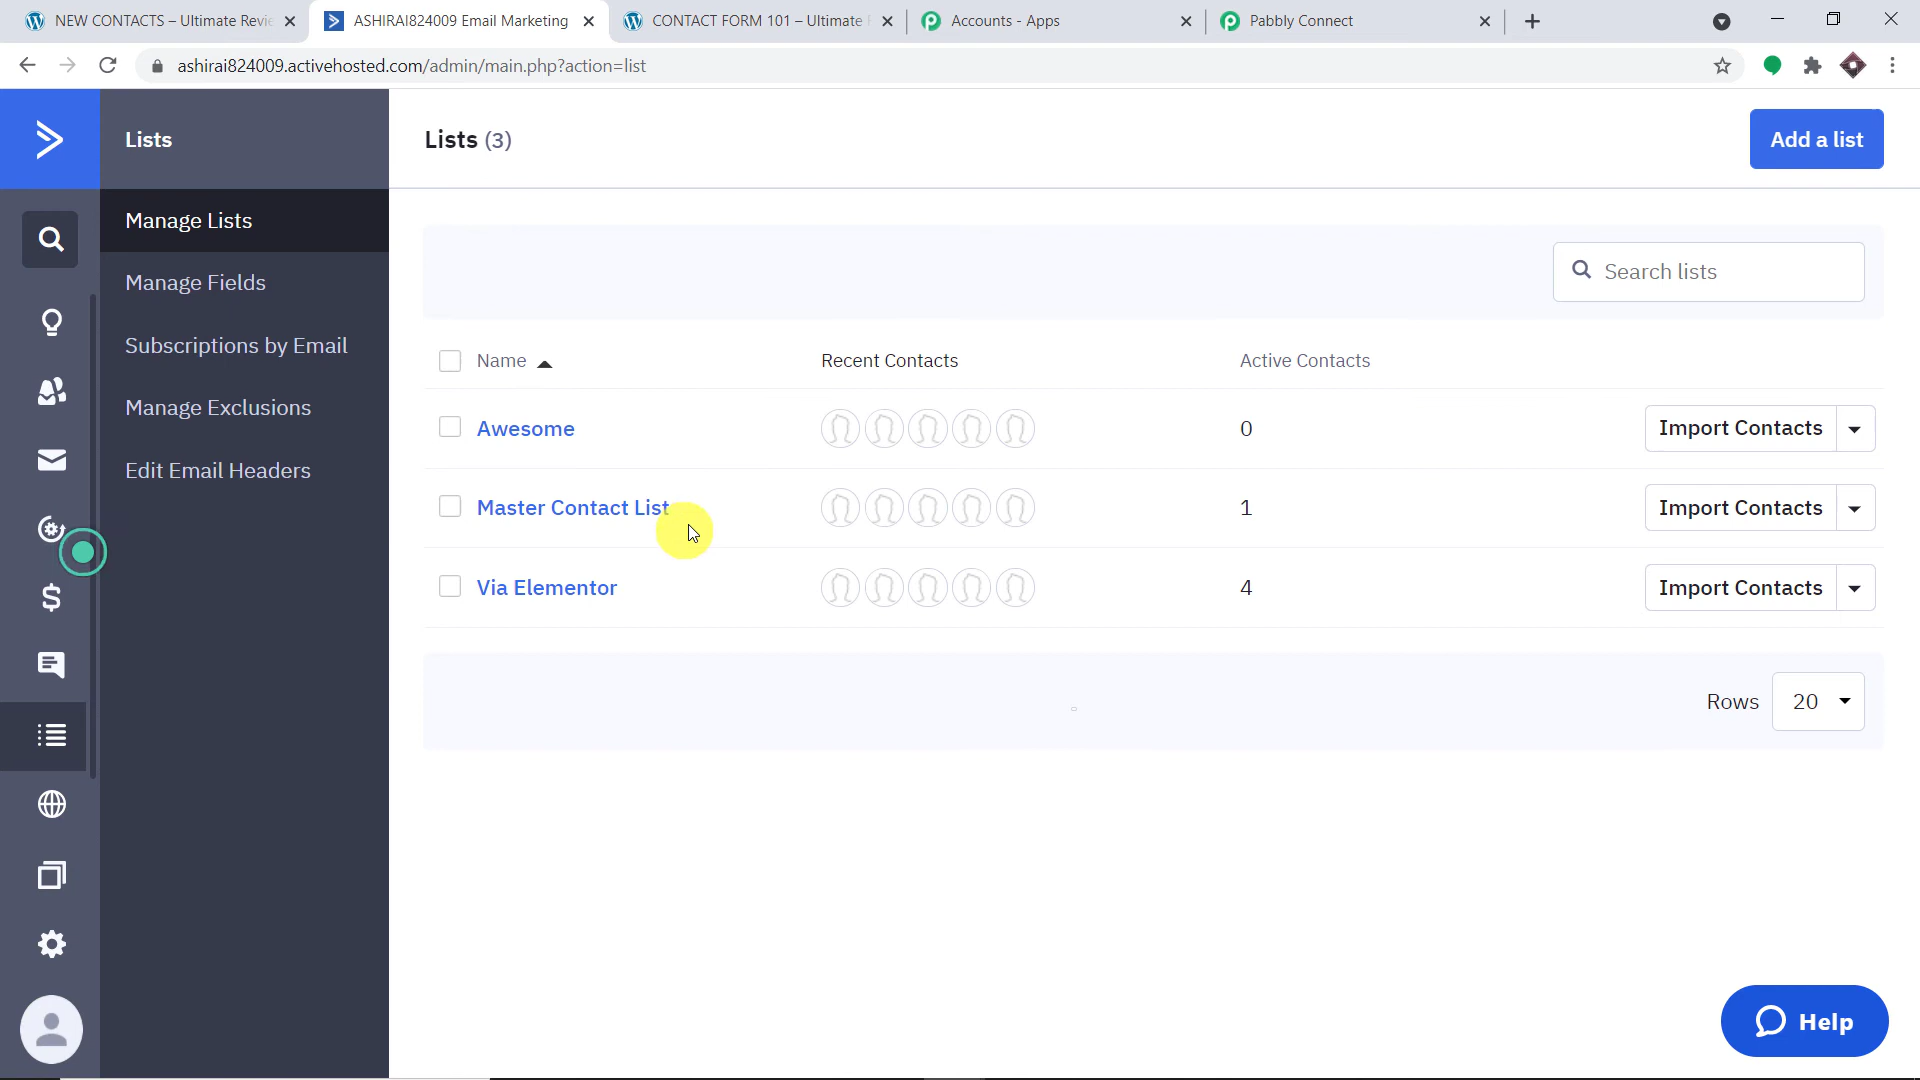 NEW CONTACTS – Ultimate Revie
ASHIRAI824009 Email Marketing
CONTACT FORM 101 – Ultimate
Accounts - Apps
Pabbly Connect
ashirai824009.activehosted.com/admin/main.php?action=list
Lists
Lists (3)
Add a list
Manage Lists
Manage Fields
Subscriptions by Email
Manage Exclusions
Edit Email Headers
Search lists
Name
Recent Contacts
Active Contacts
Awesome
0
Import Contacts
Master Contact List
1
Import Contacts
Via Elementor
4
Import Contacts
Rows
20
Help